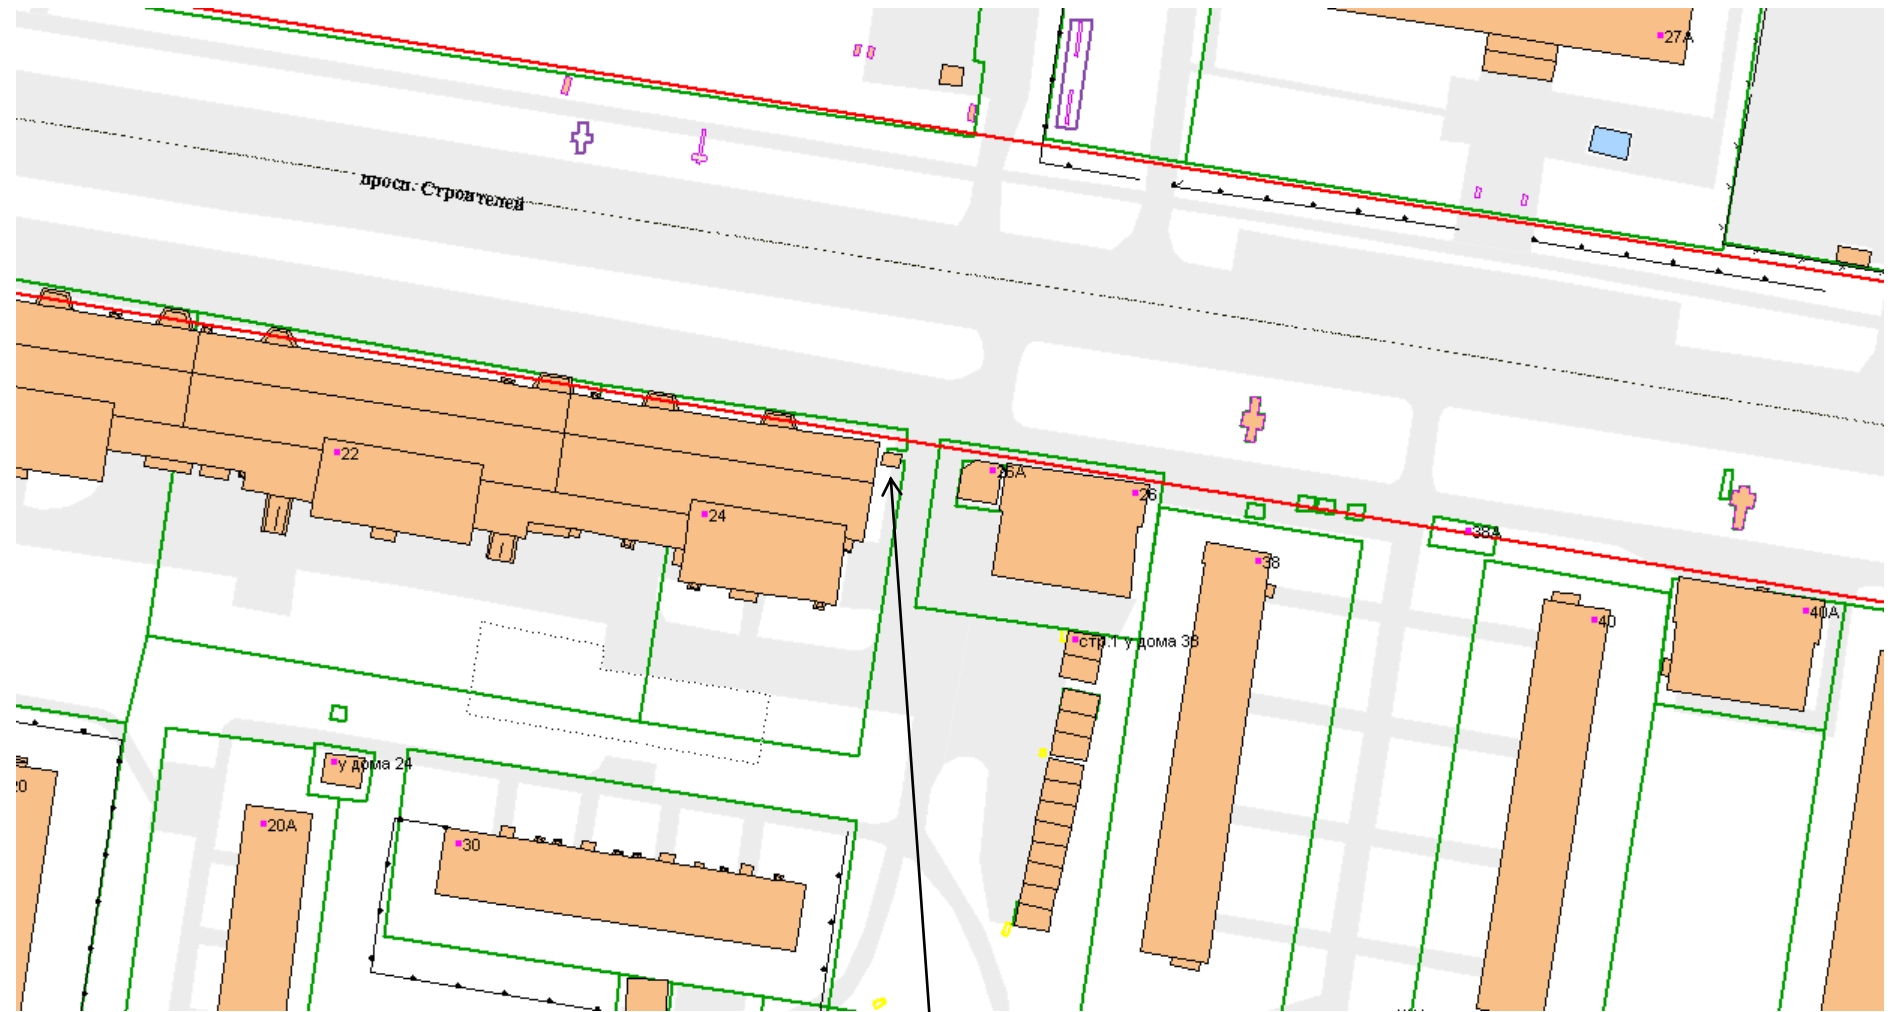 27А
просп. Строителей
22
24
26А
26
38А
38
40
40А
стр.1 у дома 38
у дома 24
20
20А
30